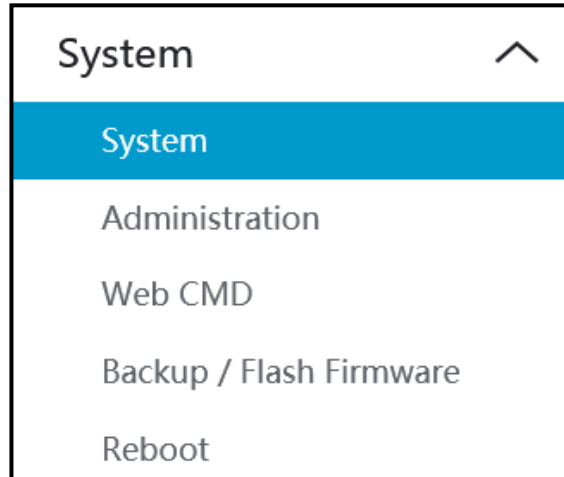 System
System
Administration
Web CMD
Backup / Flash Firmware
Reboot